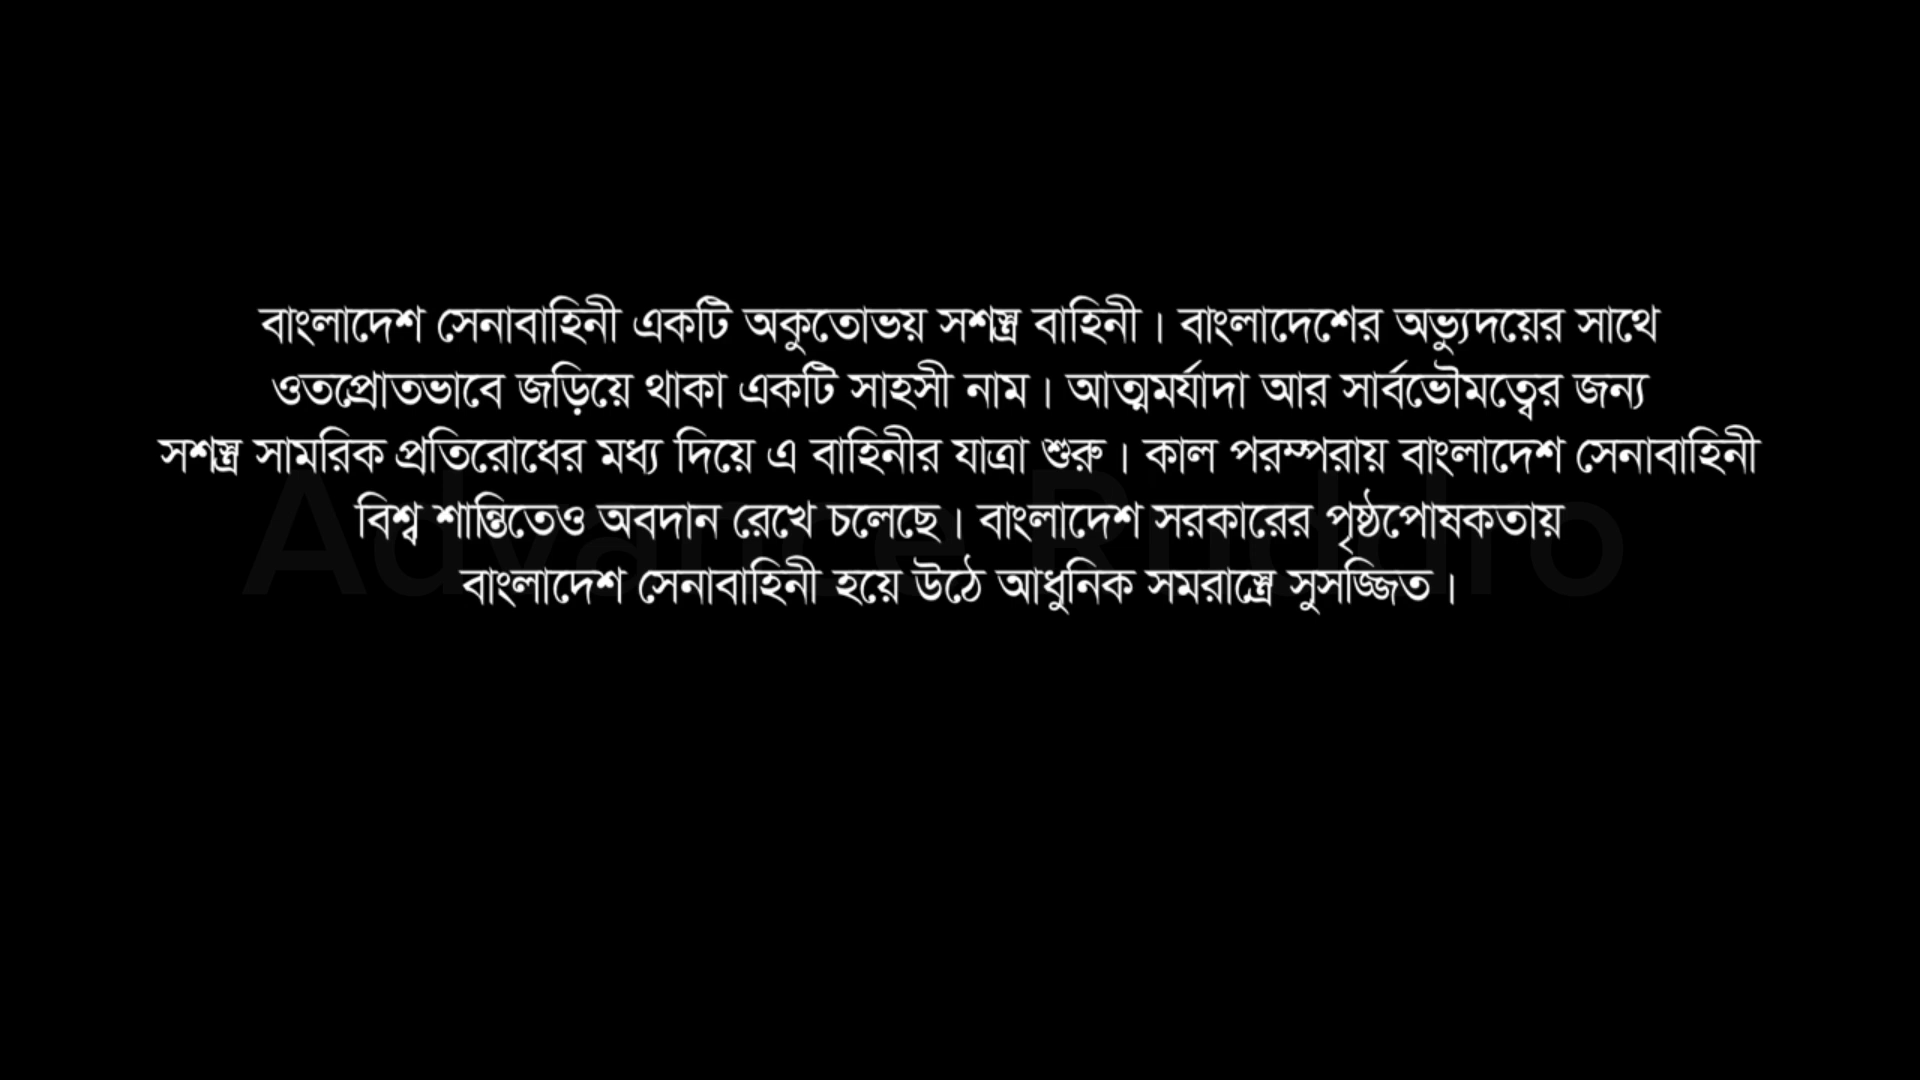 বাংলাদেশ সেনাবাহিনী একটি অকুতোভয় সশস্ত্র বাহিনী। বাংলাদেশের অভ্যুদয়ের সাথে
ওতপ্রোতভাবে জড়িয়ে থাকা একটি সাহসী নাম। আত্মমর্যাদা আর সার্বভৌমত্বের জন্য
সশস্ত্র সামরিক প্রতিরোধের মধ্য দিয়ে এ বাহিনীর যাত্রা শুরু। কাল পরম্পরায় বাংলাদেশ সেনাবাহিনী
বিশ্ব শান্তিতেও অবদান রেখে চলেছে। বাংলাদেশ সরকারের পৃষ্ঠপোষকতায়
বাংলাদেশ সেনাবাহিনী হয়ে উঠে আধুনিক সমরাস্ত্রে সুসজ্জিত।